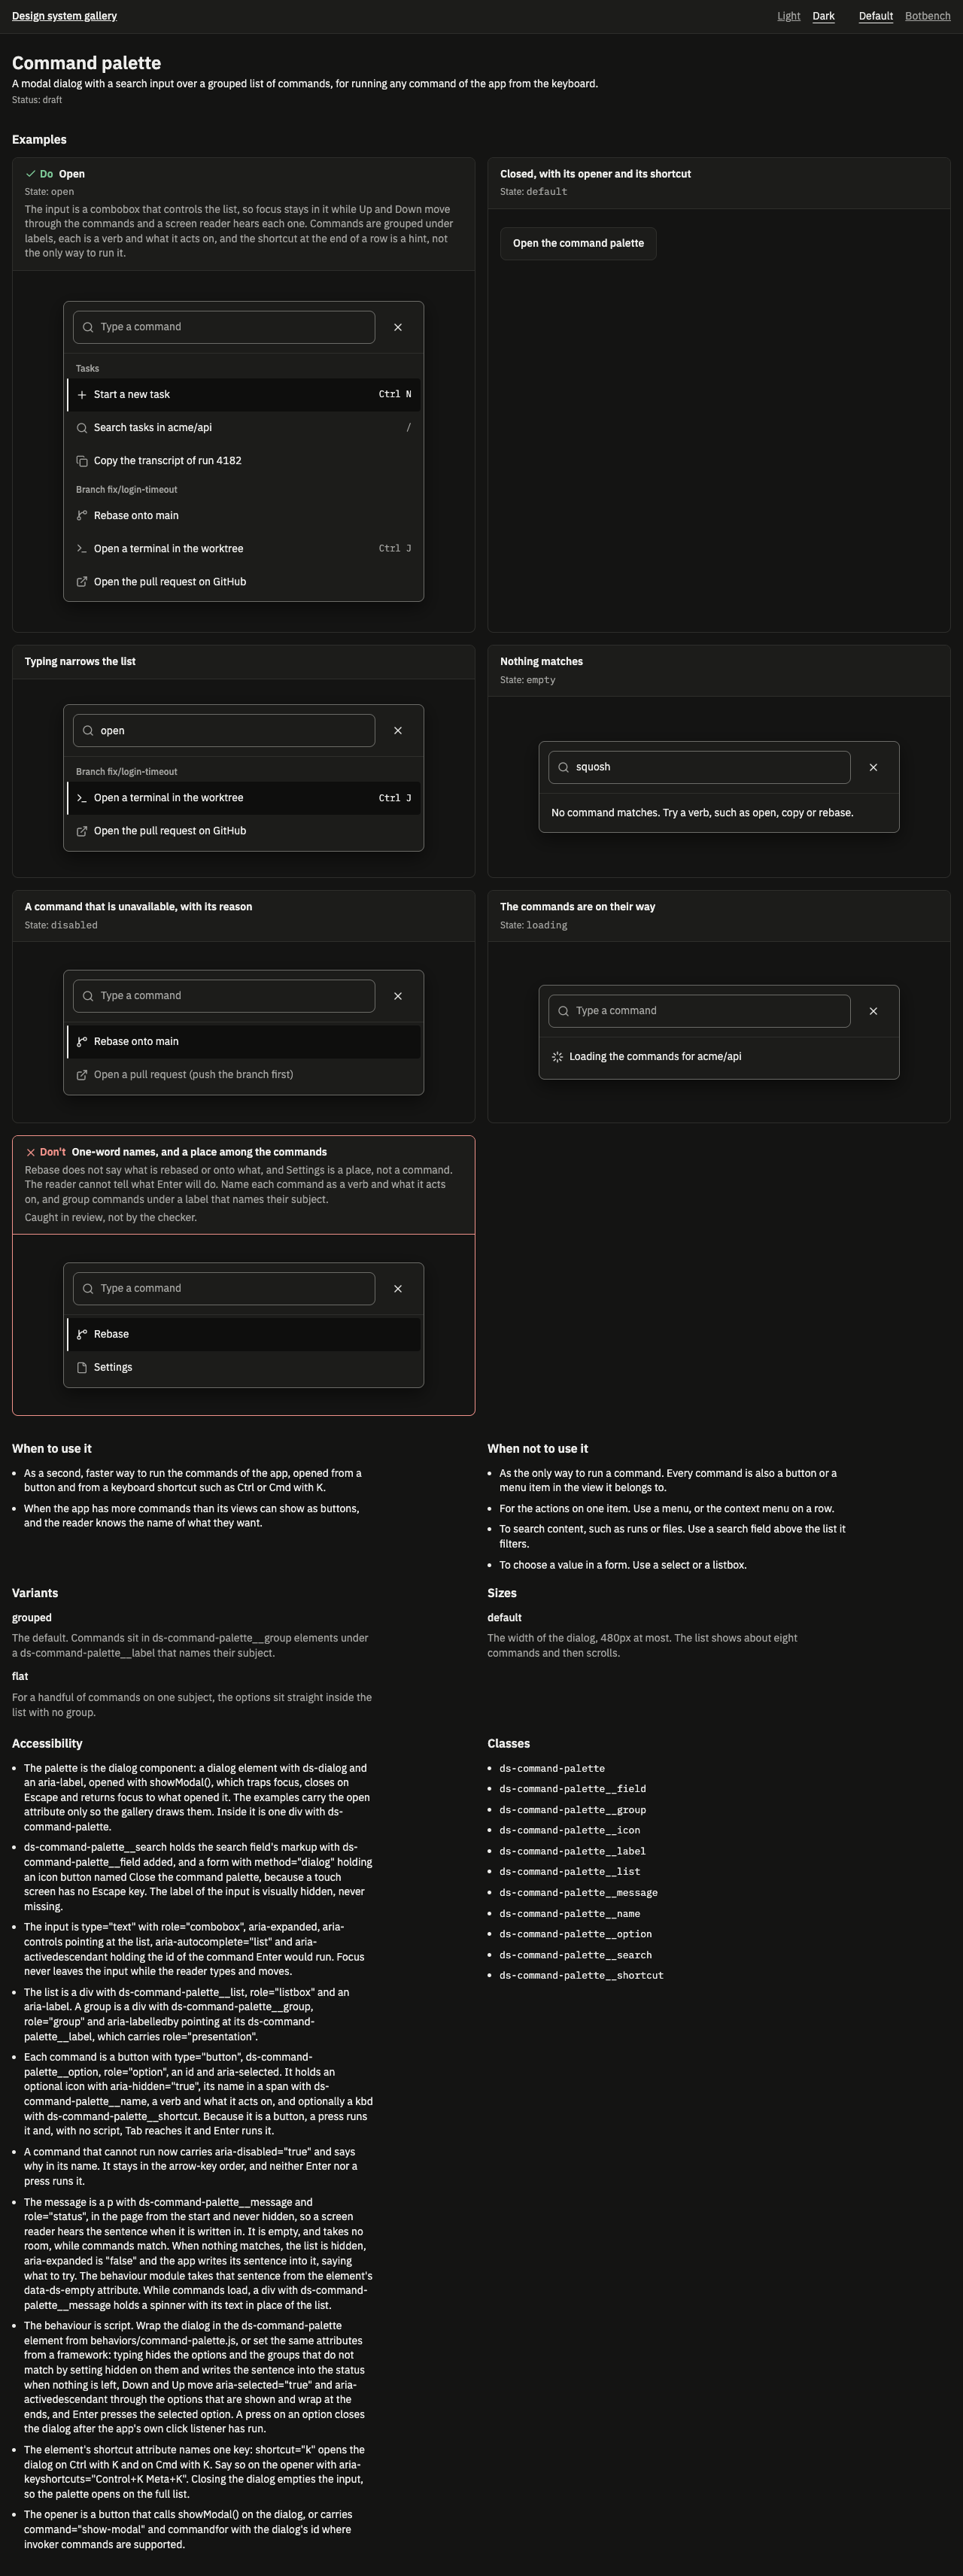 Design system gallery
Light Dark Default Botbench
Command palette
A modal dialog with a search input over a grouped list of commands, for running any command of the app from the keyboard.
Status: draft
Examples
Do Open
State: open
The input is a combobox that controls the list, so focus stays in it while Up and Down move
through the commands and a screen reader hears each one. Commands are grouped under
labels, each is a verb and what it acts on, and the shortcut at the end of a row is a hint, not
the only way to run it.
Type a command
Tasks
Start a new task Ctrl N
Search tasks in acme/api /
Copy the transcript of run 4182
Branch fix/login-timeout
Rebase onto main
Open a terminal in the worktree Ctrl J
Open the pull request on GitHub
Closed, with its opener and its shortcut
State: default
Open the command palette
Typing narrows the list
open
Branch fix/login-timeout
Open a terminal in the worktree Ctrl J
Open the pull request on GitHub
Nothing matches
State: empty
squosh
No command matches. Try a verb, such as open, copy or rebase.
A command that is unavailable, with its reason
State: disabled
Type a command
Rebase onto main
Open a pull request (push the branch first)
The commands are on their way
State: loading
Type a command
Loading the commands for acme/api
Don't One-word names, and a place among the commands
Rebase does not say what is rebased or onto what, and Settings is a place, not a command.
The reader cannot tell what Enter will do. Name each command as a verb and what it acts
on, and group commands under a label that names their subject.
Caught in review, not by the checker.
Type a command
Rebase
Settings
When to use it
As a second, faster way to run the commands of the app, opened from a
button and from a keyboard shortcut such as Ctrl or Cmd with K.
When the app has more commands than its views can show as buttons,
and the reader knows the name of what they want.
When not to use it
As the only way to run a command. Every command is also a button or a
menu item in the view it belongs to.
For the actions on one item. Use a menu, or the context menu on a row.
To search content, such as runs or files. Use a search field above the list it
filters.
To choose a value in a form. Use a select or a listbox.
Variants
grouped
The default. Commands sit in ds-command-palette__group elements under
a ds-command-palette__label that names their subject.
flat
For a handful of commands on one subject, the options sit straight inside the
list with no group.
Sizes
default
The width of the dialog, 480px at most. The list shows about eight
commands and then scrolls.
Accessibility
The palette is the dialog component: a dialog element with ds-dialog and
an aria-label, opened with showModal(), which traps focus, closes on
Escape and returns focus to what opened it. The examples carry the open
attribute only so the gallery draws them. Inside it is one div with ds-
command-palette.
ds-command-palette__search holds the search field's markup with ds-
command-palette__field added, and a form with method="dialog" holding
an icon button named Close the command palette, because a touch
screen has no Escape key. The label of the input is visually hidden, never
missing.
The input is type="text" with role="combobox", aria-expanded, aria-
controls pointing at the list, aria-autocomplete="list" and aria-
activedescendant holding the id of the command Enter would run. Focus
never leaves the input while the reader types and moves.
The list is a div with ds-command-palette__list, role="listbox" and an
aria-label. A group is a div with ds-command-palette__group,
role="group" and aria-labelledby pointing at its ds-command-
palette__label, which carries role="presentation".
Each command is a button with type="button", ds-command-
palette__option, role="option", an id and aria-selected. It holds an
optional icon with aria-hidden="true", its name in a span with ds-
command-palette__name, a verb and what it acts on, and optionally a kbd
with ds-command-palette__shortcut. Because it is a button, a press runs
it and, with no script, Tab reaches it and Enter runs it.
A command that cannot run now carries aria-disabled="true" and says
why in its name. It stays in the arrow-key order, and neither Enter nor a
press runs it.
The message is a p with ds-command-palette__message and
role="status", in the page from the start and never hidden, so a screen
reader hears the sentence when it is written in. It is empty, and takes no
room, while commands match. When nothing matches, the list is hidden,
aria-expanded is "false" and the app writes its sentence into it, saying
what to try. The behaviour module takes that sentence from the element's
data-ds-empty attribute. While commands load, a div with ds-command-
palette__message holds a spinner with its text in place of the list.
The behaviour is script. Wrap the dialog in the ds-command-palette
element from behaviors/command-palette.js, or set the same attributes
from a framework: typing hides the options and the groups that do not
match by setting hidden on them and writes the sentence into the status
when nothing is left, Down and Up move aria-selected="true" and aria-
activedescendant through the options that are shown and wrap at the
ends, and Enter presses the selected option. A press on an option closes
the dialog after the app's own click listener has run.
The element's shortcut attribute names one key: shortcut="k" opens the
dialog on Ctrl with K and on Cmd with K. Say so on the opener with aria-
keyshortcuts="Control+K Meta+K". Closing the dialog empties the input,
so the palette opens on the full list.
The opener is a button that calls showModal() on the dialog, or carries
command="show-modal" and commandfor with the dialog's id where
invoker commands are supported.
Classes
ds-command-palette
ds-command-palette__field
ds-command-palette__group
ds-command-palette__icon
ds-command-palette__label
ds-command-palette__list
ds-command-palette__message
ds-command-palette__name
ds-command-palette__option
ds-command-palette__search
ds-command-palette__shortcut